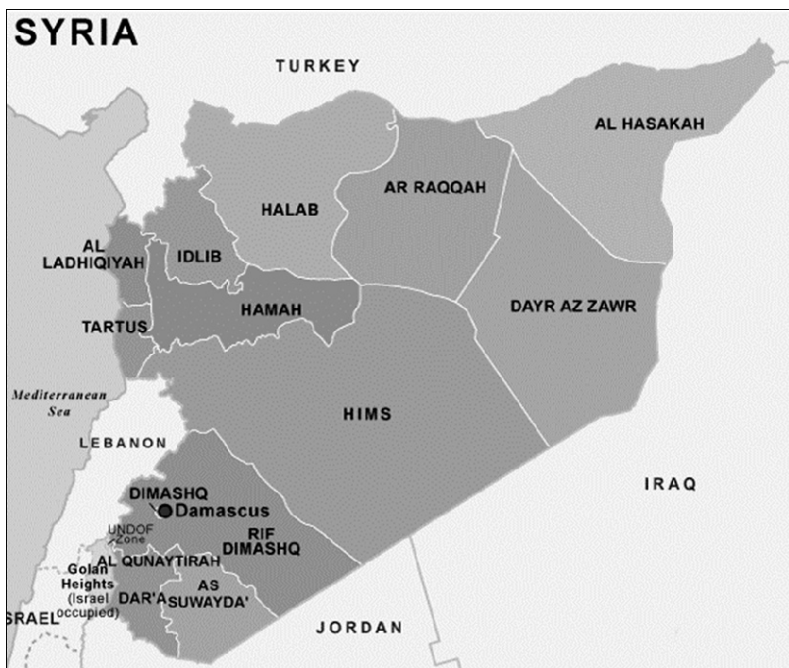 SYRIA
TURKEY
AL HASAKAH
AR RAQQAH
HALAB
AL
LADHIQIYAH
IDLIB
HAMAH
DAYR AZ ZAWR
TARTUS
Mediterranean
Sea
HIMS
LEBANON
IRAQ
DIMASHQ
Damascus
UNDOF
Zone
RIF
DIMASHQ
AL QUNAYTIRAH
Golan
Heights
(Israel
occupied)
AS
SUWAYDA'
DAR'A
ISRAEL
JORDAN